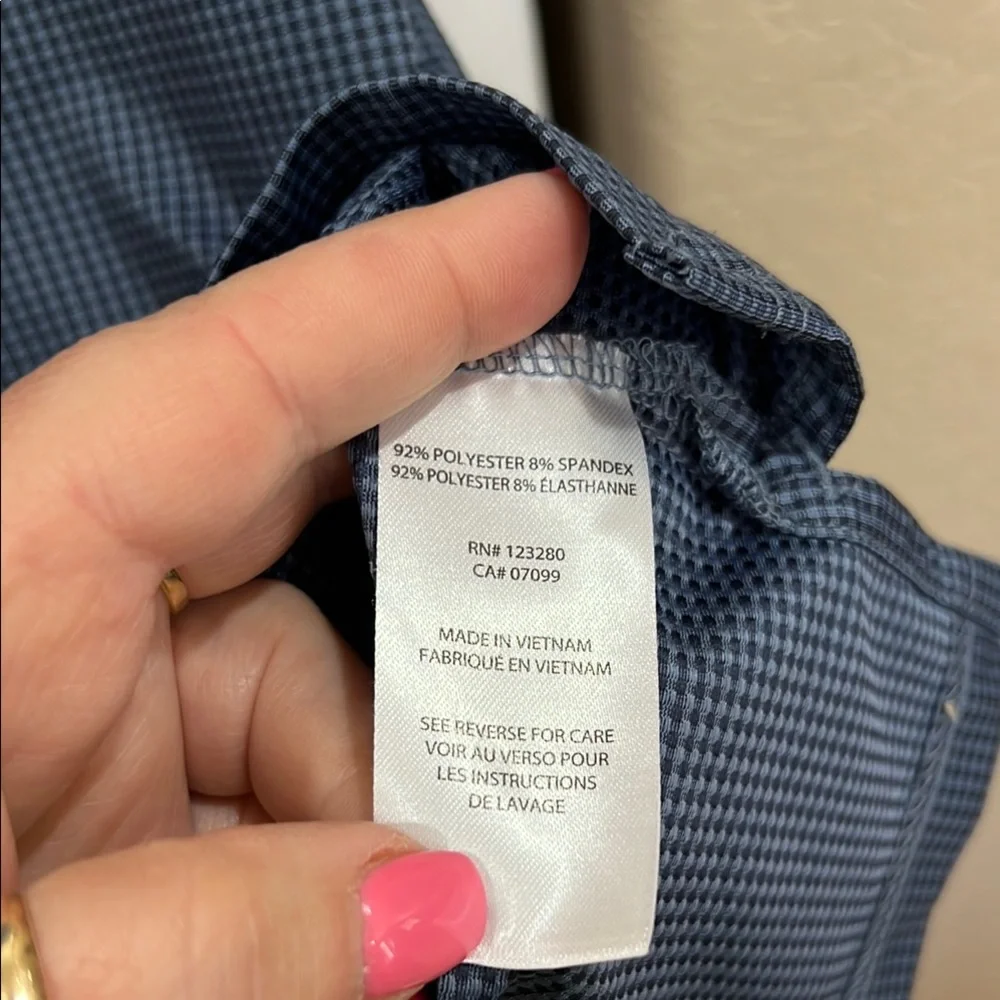 92% POLYESTER 8% SPANDEX
92% POLYESTER 8% ÉLASTHANNE
RN# 123280
CA# 07099
MADE IN VIETNAM
FABRIQUÉ EN VIETNAM
SEE REVERSE FOR CARE
VOIR AU VERSO POUR
LES INSTRUCTIONS
DE LAVAGE